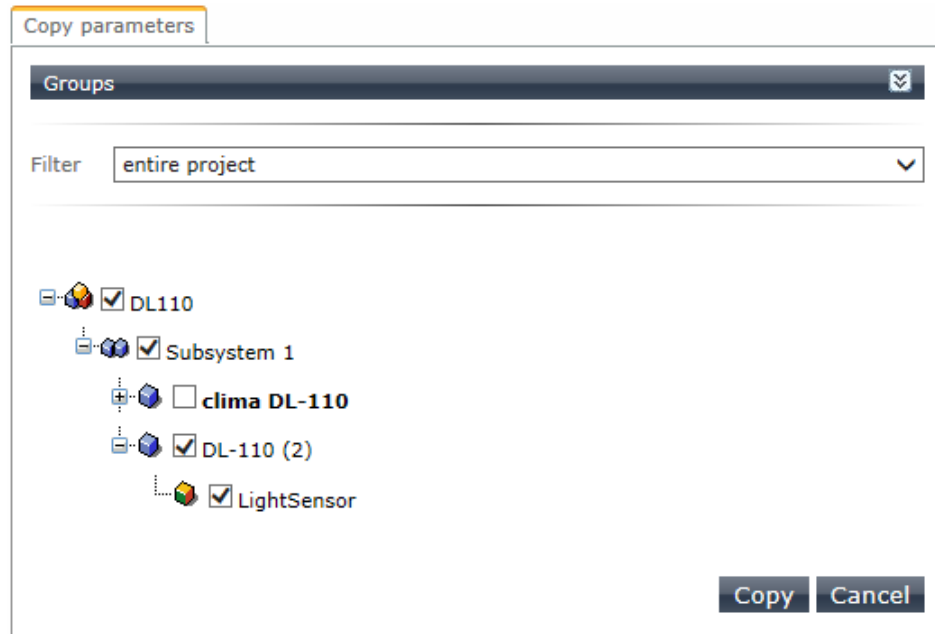 Copy parameters
Groups
Filter entire project
DL110
Subsystem 1
clima DL-110
DL-110 (2)
LightSensor
Copy Cancel